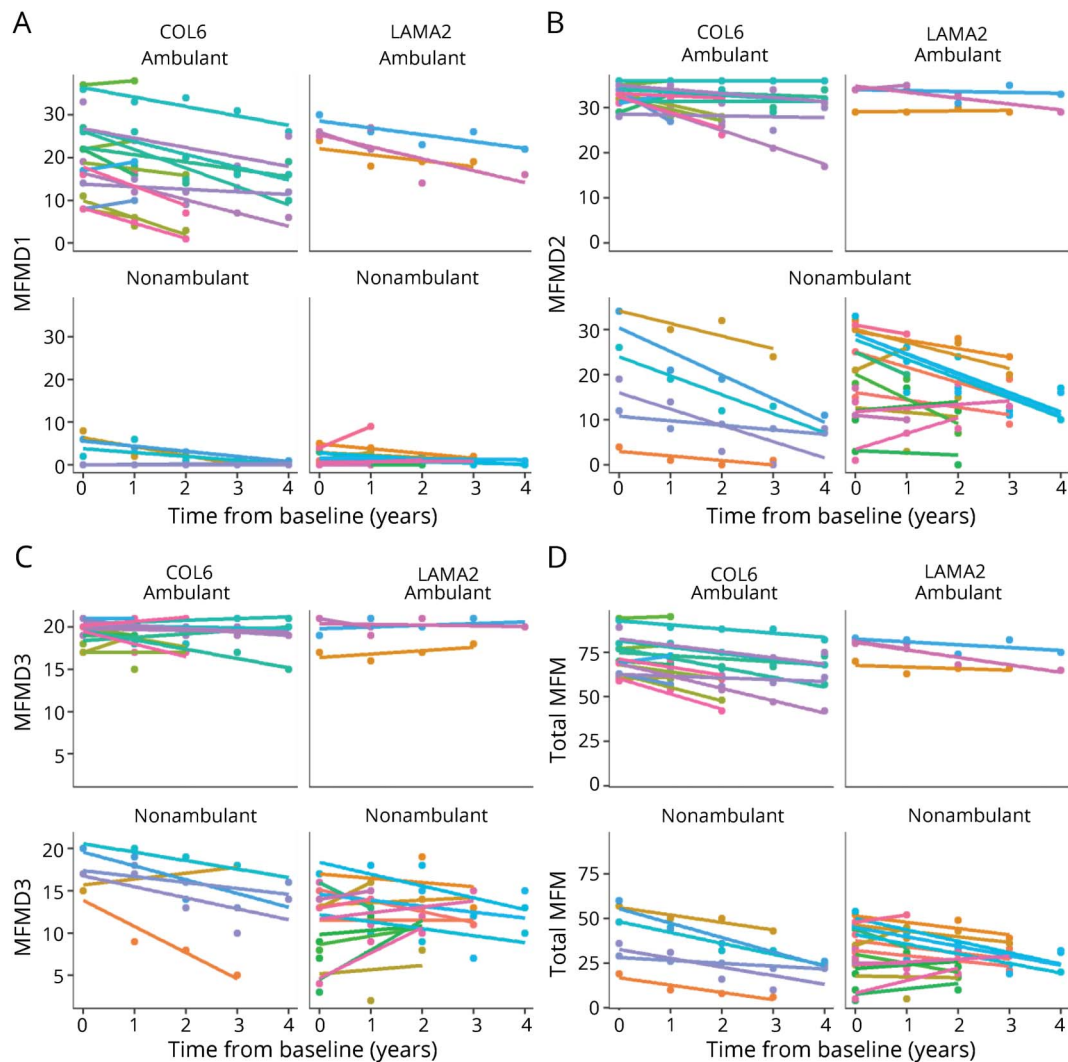 A
COL6
Ambulant
LAMA2
Ambulant
30
20
10
0
MFMD1
Nonambulant
Nonambulant
30
20
10
0
0 1 2 3 4
0 1 2 3 4
Time from baseline (years)
B
COL6
Ambulant
LAMA2
Ambulant
30
20
10
0
MFMD2
Nonambulant
30
20
10
0
0 1 2 3 4
0 1 2 3 4
Time from baseline (years)
C
COL6
Ambulant
LAMA2
Ambulant
MFMD3
20
15
10
5
Nonambulant
Nonambulant
MFMD3
20
15
10
5
0 1 2 3 4
0 1 2 3 4
Time from baseline (years)
D
COL6
Ambulant
LAMA2
Ambulant
Total MFM
75
50
25
0
Nonambulant
Nonambulant
Total MFM
75
50
25
0
0 1 2 3 4
0 1 2 3 4
Time from baseline (years)